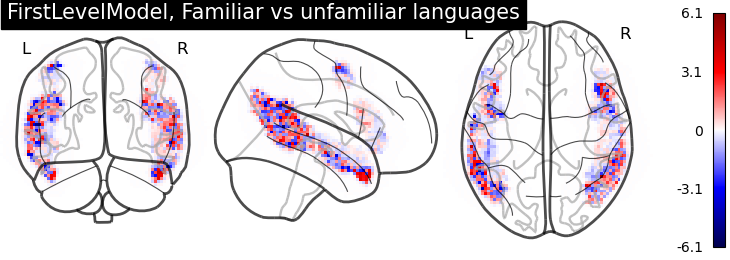 FirstLevelModel, Familiar vs unfamiliar languages
L
R
L
R
6.1
3.1
0
-3.1
-6.1